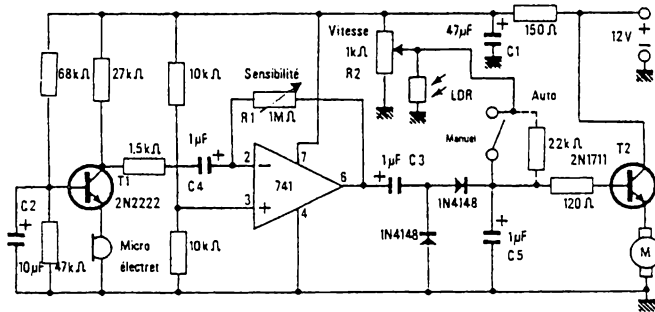 Vitesse
1kΩ
R2
47µF
C1
150Ω
12V
+
−
68kΩ
27kΩ
10kΩ
Sensibilité
R1
1MΩ
LDR
Auto
Manuel
22kΩ
T2
2N1711
1,5kΩ
1µF
C4
2
−
7
741
6
3
+
4
1µF
C3
1N4148
120Ω
T1
2N2222
C2
10µF
47kΩ
Micro
électret
10kΩ
1N4148
1µF
C5
M